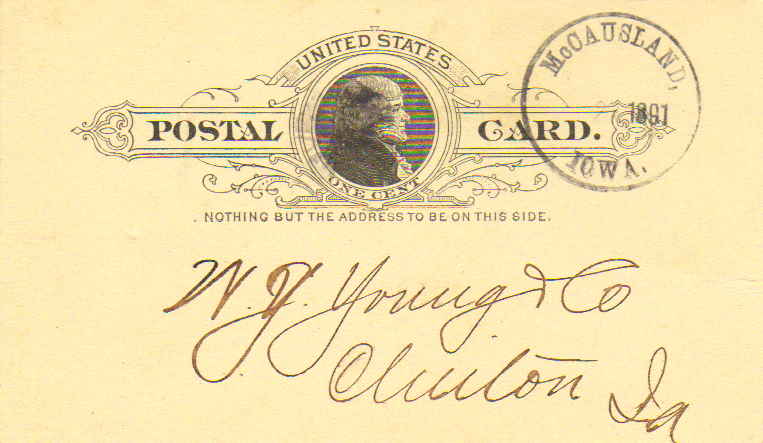 UNITED STATES
POSTAL CARD.
ONE CENT
NOTHING BUT THE ADDRESS TO BE ON THIS SIDE.
McCAUSLAND,
1891
IOWA.
W. J. Young & Co
Clinton Ia